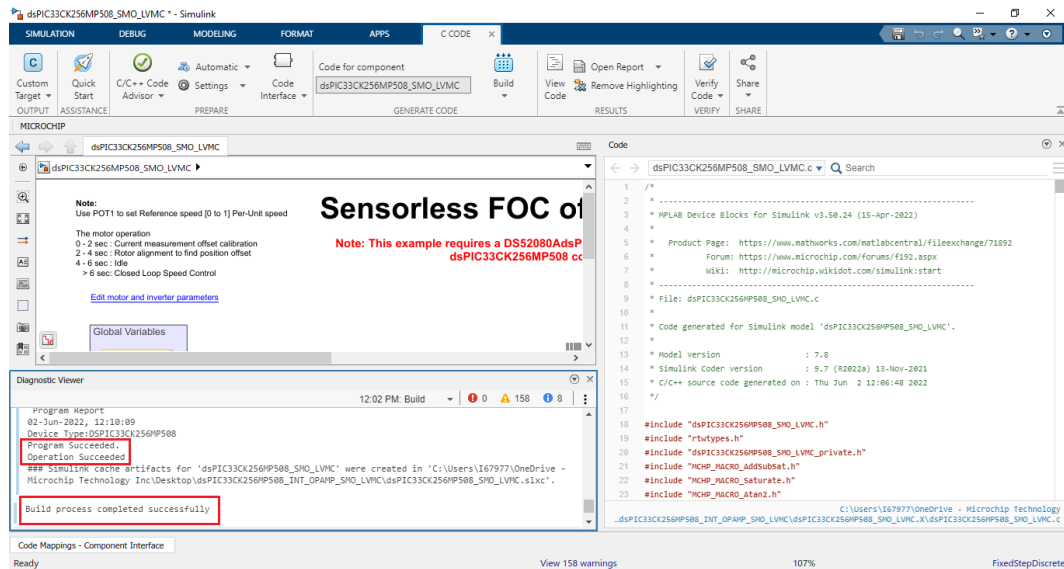 dsPIC33CK256MP508_SMO_LVMC * - Simulink
SIMULATION DEBUG MODELING FORMAT APPS C CODE
Custom Target
Quick Start
C/C++ Code Advisor
Automatic
Settings
Code Interface
Code for component
dsPIC33CK256MP508_SMO_LVMC
Build
View Code
Open Report
Remove Highlighting
Verify Code
Share
OUTPUT ASSISTANCE PREPARE GENERATE CODE RESULTS VERIFY SHARE
MICROCHIP
dsPIC33CK256MP508_SMO_LVMC
dsPIC33CK256MP508_SMO_LVMC
Note:
Use POT1 to set Reference speed [0 to 1] Per-Unit speed
The motor operation
0 - 2 sec : Current measurement offset calibration
2 - 4 sec : Rotor alignment to find position offset
4 - 6 sec : Idle
> 6 sec: Closed Loop Speed Control
Edit motor and inverter parameters
Global Variables
Sensorless FOC of
Note: This example requires a DS52080AdsP
dsPIC33CK256MP508 co
Diagnostic Viewer
12:02 PM: Build 0 158 8
Program Report
02-Jun-2022, 12:10:09
Device Type:DSPIC33CK256MP508
Program Succeeded.
Operation Succeeded
### Simulink cache artifacts for 'dsPIC33CK256MP508_SMO_LVMC' were created in 'C:\Users\I67977\OneDrive -
Microchip Technology Inc\Desktop\dsPIC33CK256MP508_INT_OPAMP_SMO_LVMC\dsPIC33CK256MP508_SMO_LVMC.slxc'.
Build process completed successfully
Code
dsPIC33CK256MP508_SMO_LVMC.c Search
1 /*
2 * -------------------------------------------------------------------
3 * MPLAB Device Blocks for Simulink v3.50.24 (15-Apr-2022)
4 *
5 * Product Page: https://www.mathworks.com/matlabcentral/fileexchange/71892
6 * Forum: https://www.microchip.com/forums/f192.aspx
7 * Wiki: http://microchip.wikidot.com/simulink:start
8 * -------------------------------------------------------------------
9 * File: dsPIC33CK256MP508_SMO_LVMC.c
10 *
11 * Code generated for Simulink model 'dsPIC33CK256MP508_SMO_LVMC'.
12 *
13 * Model version : 7.8
14 * Simulink Coder version : 9.7 (R2022a) 13-Nov-2021
15 * C/C++ source code generated on : Thu Jun 2 12:06:48 2022
16 */
17
18 #include "dsPIC33CK256MP508_SMO_LVMC.h"
19 #include "rtwtypes.h"
20 #include "dsPIC33CK256MP508_SMO_LVMC_private.h"
21 #include "MCHP_MACRO_AddSubSat.h"
22 #include "MCHP_MACRO_Saturate.h"
23 #include "MCHP_MACRO_Atan2.h"
C:\Users\I67977\OneDrive - Microchip Technology
…dsPIC33CK256MP508_INT_OPAMP_SMO_LVMC\dsPIC33CK256MP508_SMO_LVMC.X\dsPIC33CK256MP508_SMO_LVMC.c
Code Mappings - Component Interface
Ready View 158 warnings 107% FixedStepDiscrete